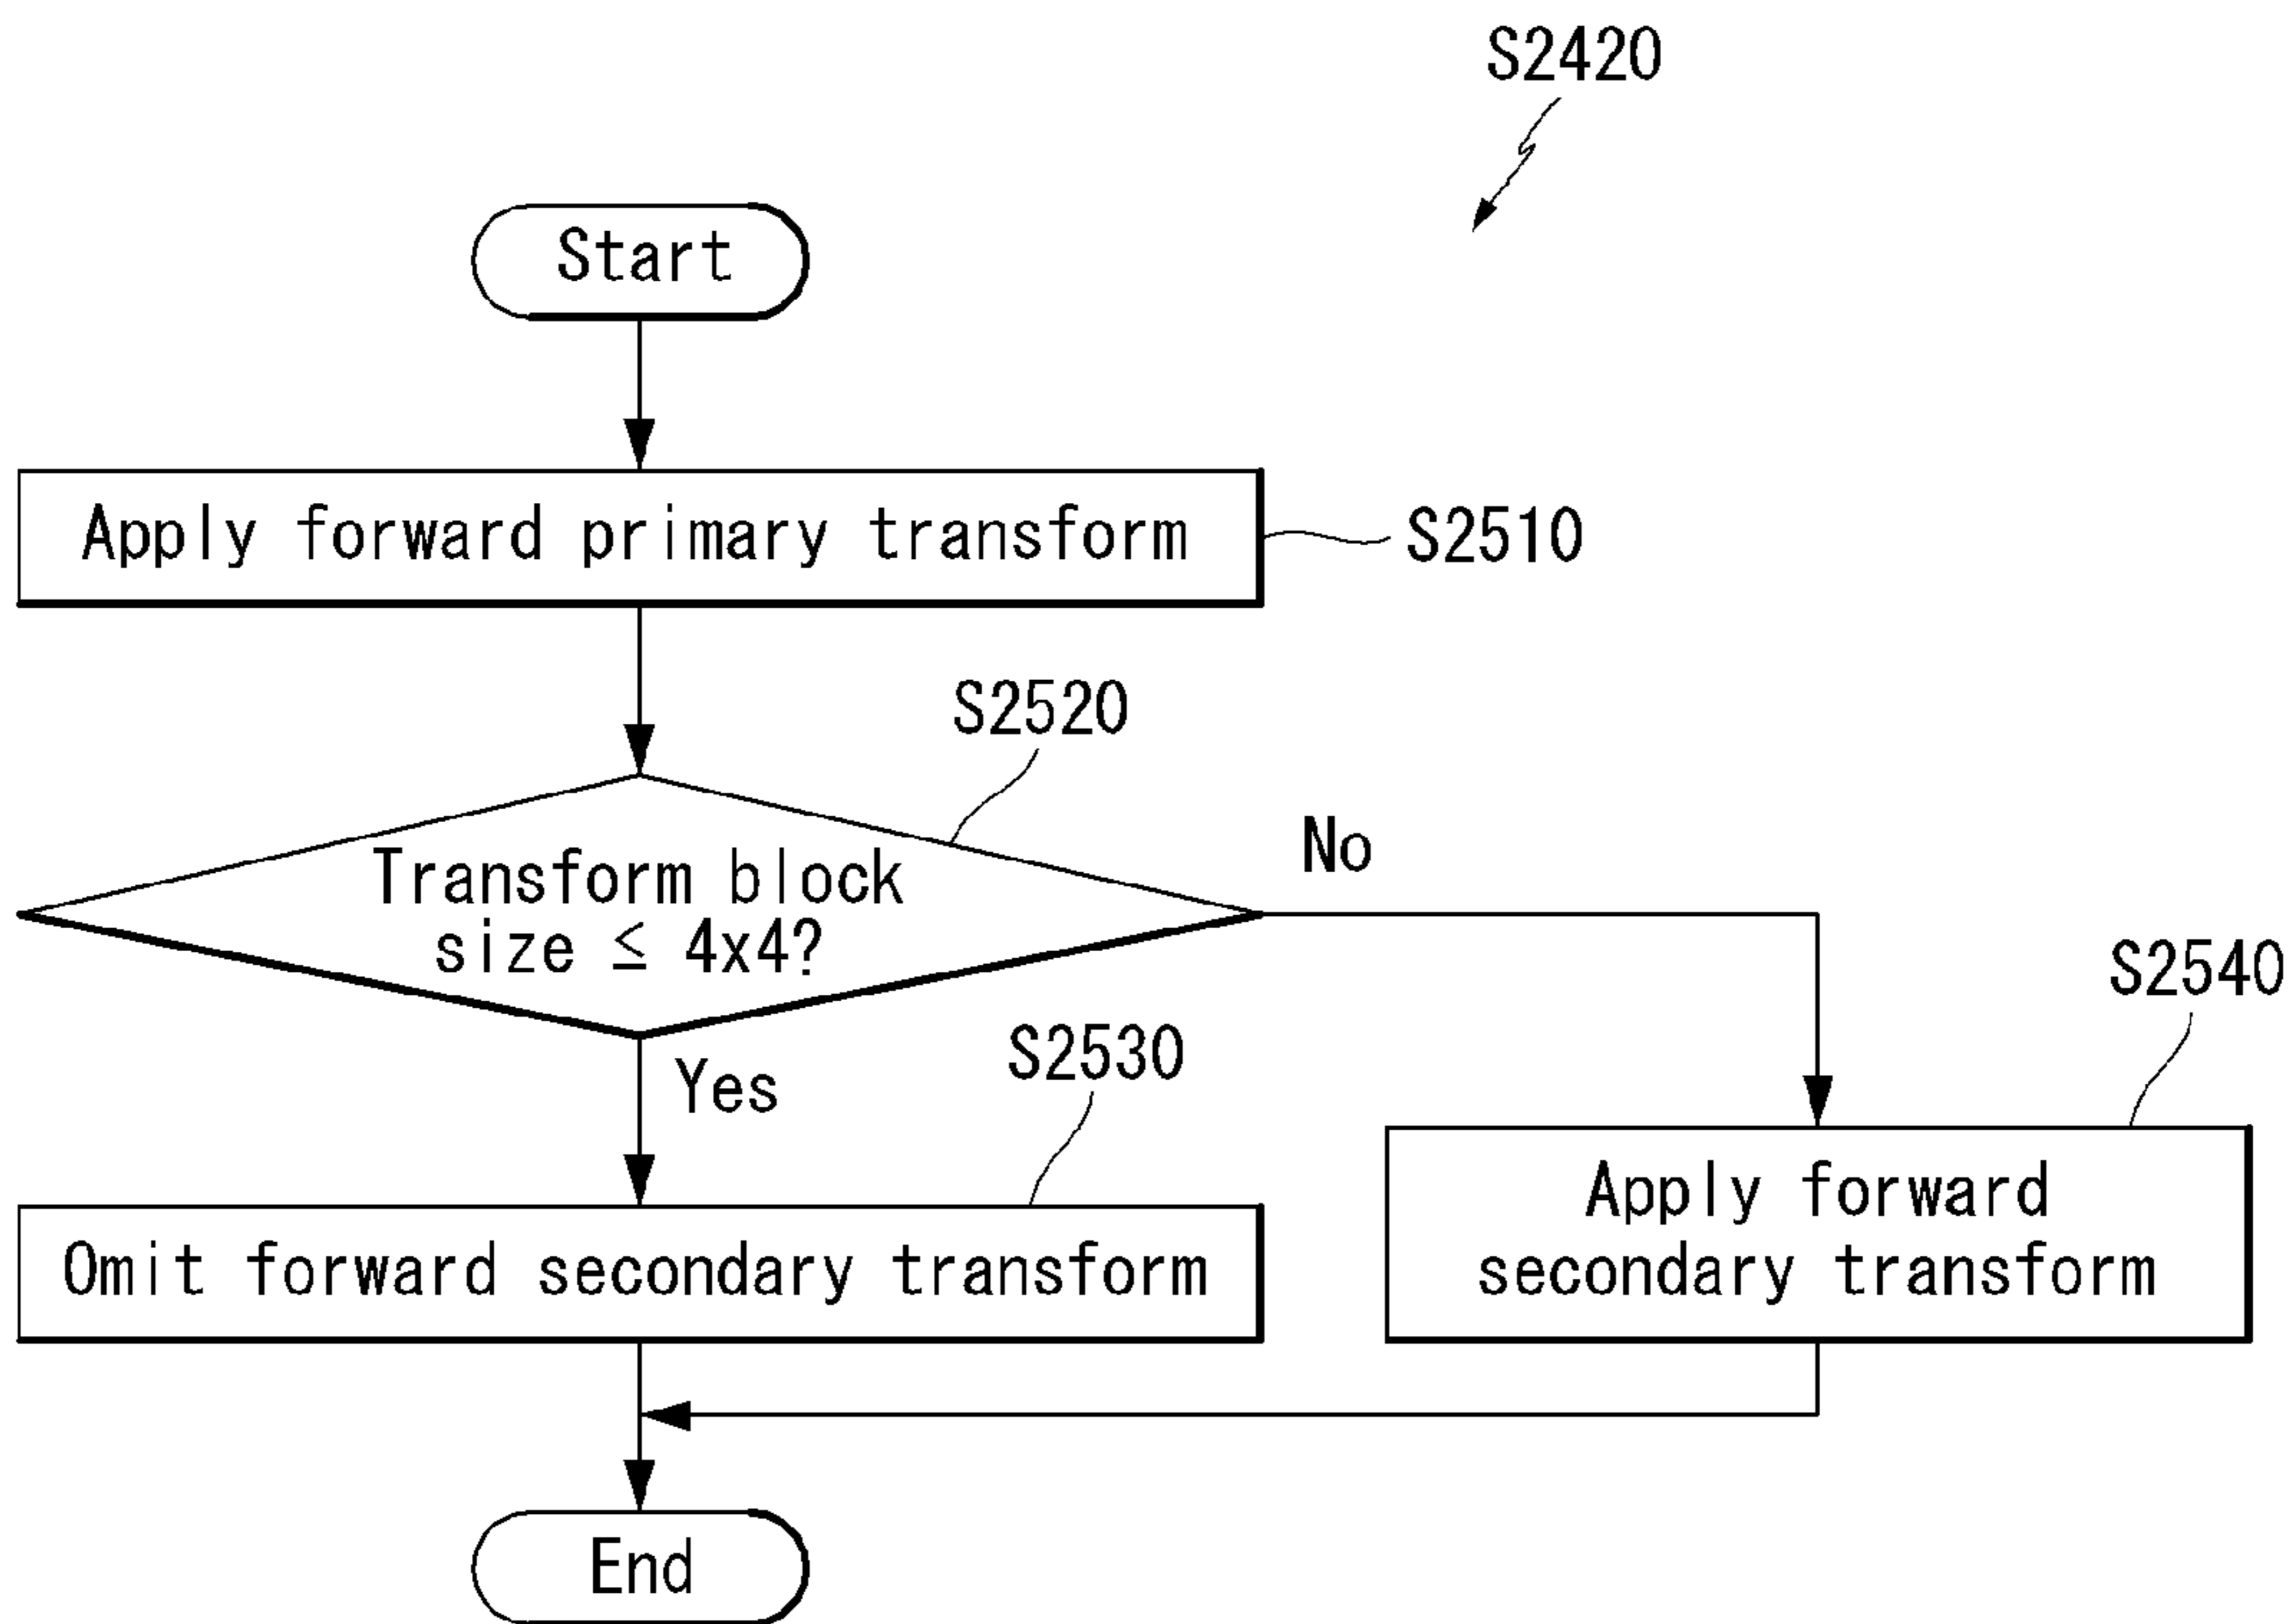 S2420
Start
Apply forward primary transform
S2510
S2520
Transform block
size ≤ 4x4?
No
Yes
S2530
S2540
Omit forward secondary transform
Apply forward
secondary transform
End